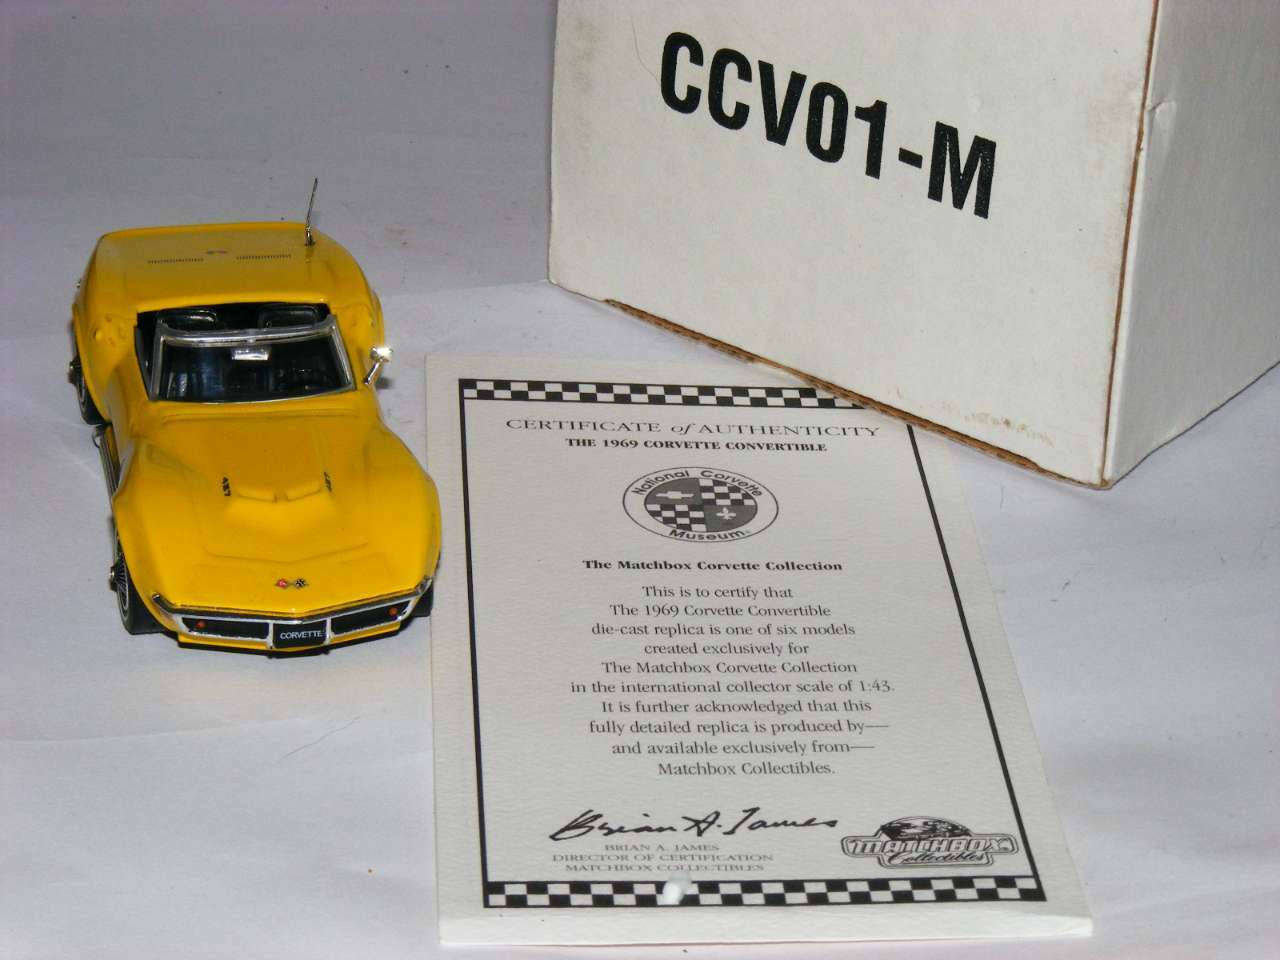 CCV01-M
CERTIFICATE of AUTHENTICITY
THE 1969 CORVETTE CONVERTIBLE
National Corvette
Museum
The Matchbox Corvette Collection
This is to certify that
The 1969 Corvette Convertible
die-cast replica is one of six models
created exclusively for
The Matchbox Corvette Collection
in the international collector scale of 1:43.
It is further acknowledged that this
fully detailed replica is produced by—
and available exclusively from—
Matchbox Collectibles.
Brian A. James
BRIAN A. JAMES
DIRECTOR OF CERTIFICATION
MATCHBOX COLLECTIBLES
MATCHBOX
Collectibles
CORVETTE
427